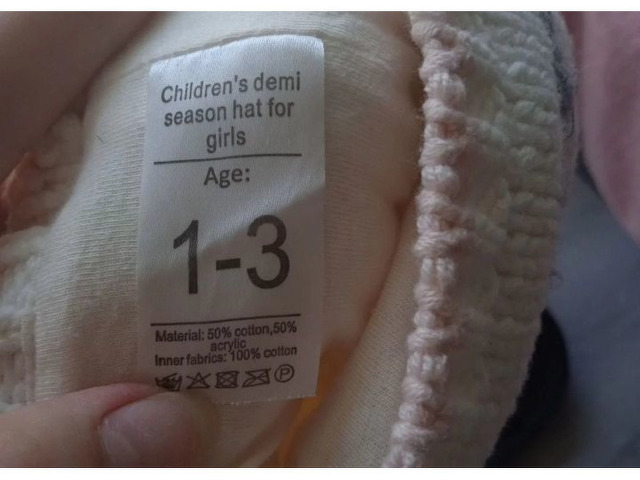 Children's demi
season hat for
girls
Age:
1-3
Material: 50% cotton,50%
acrylic
Inner fabrics: 100% cotton
P